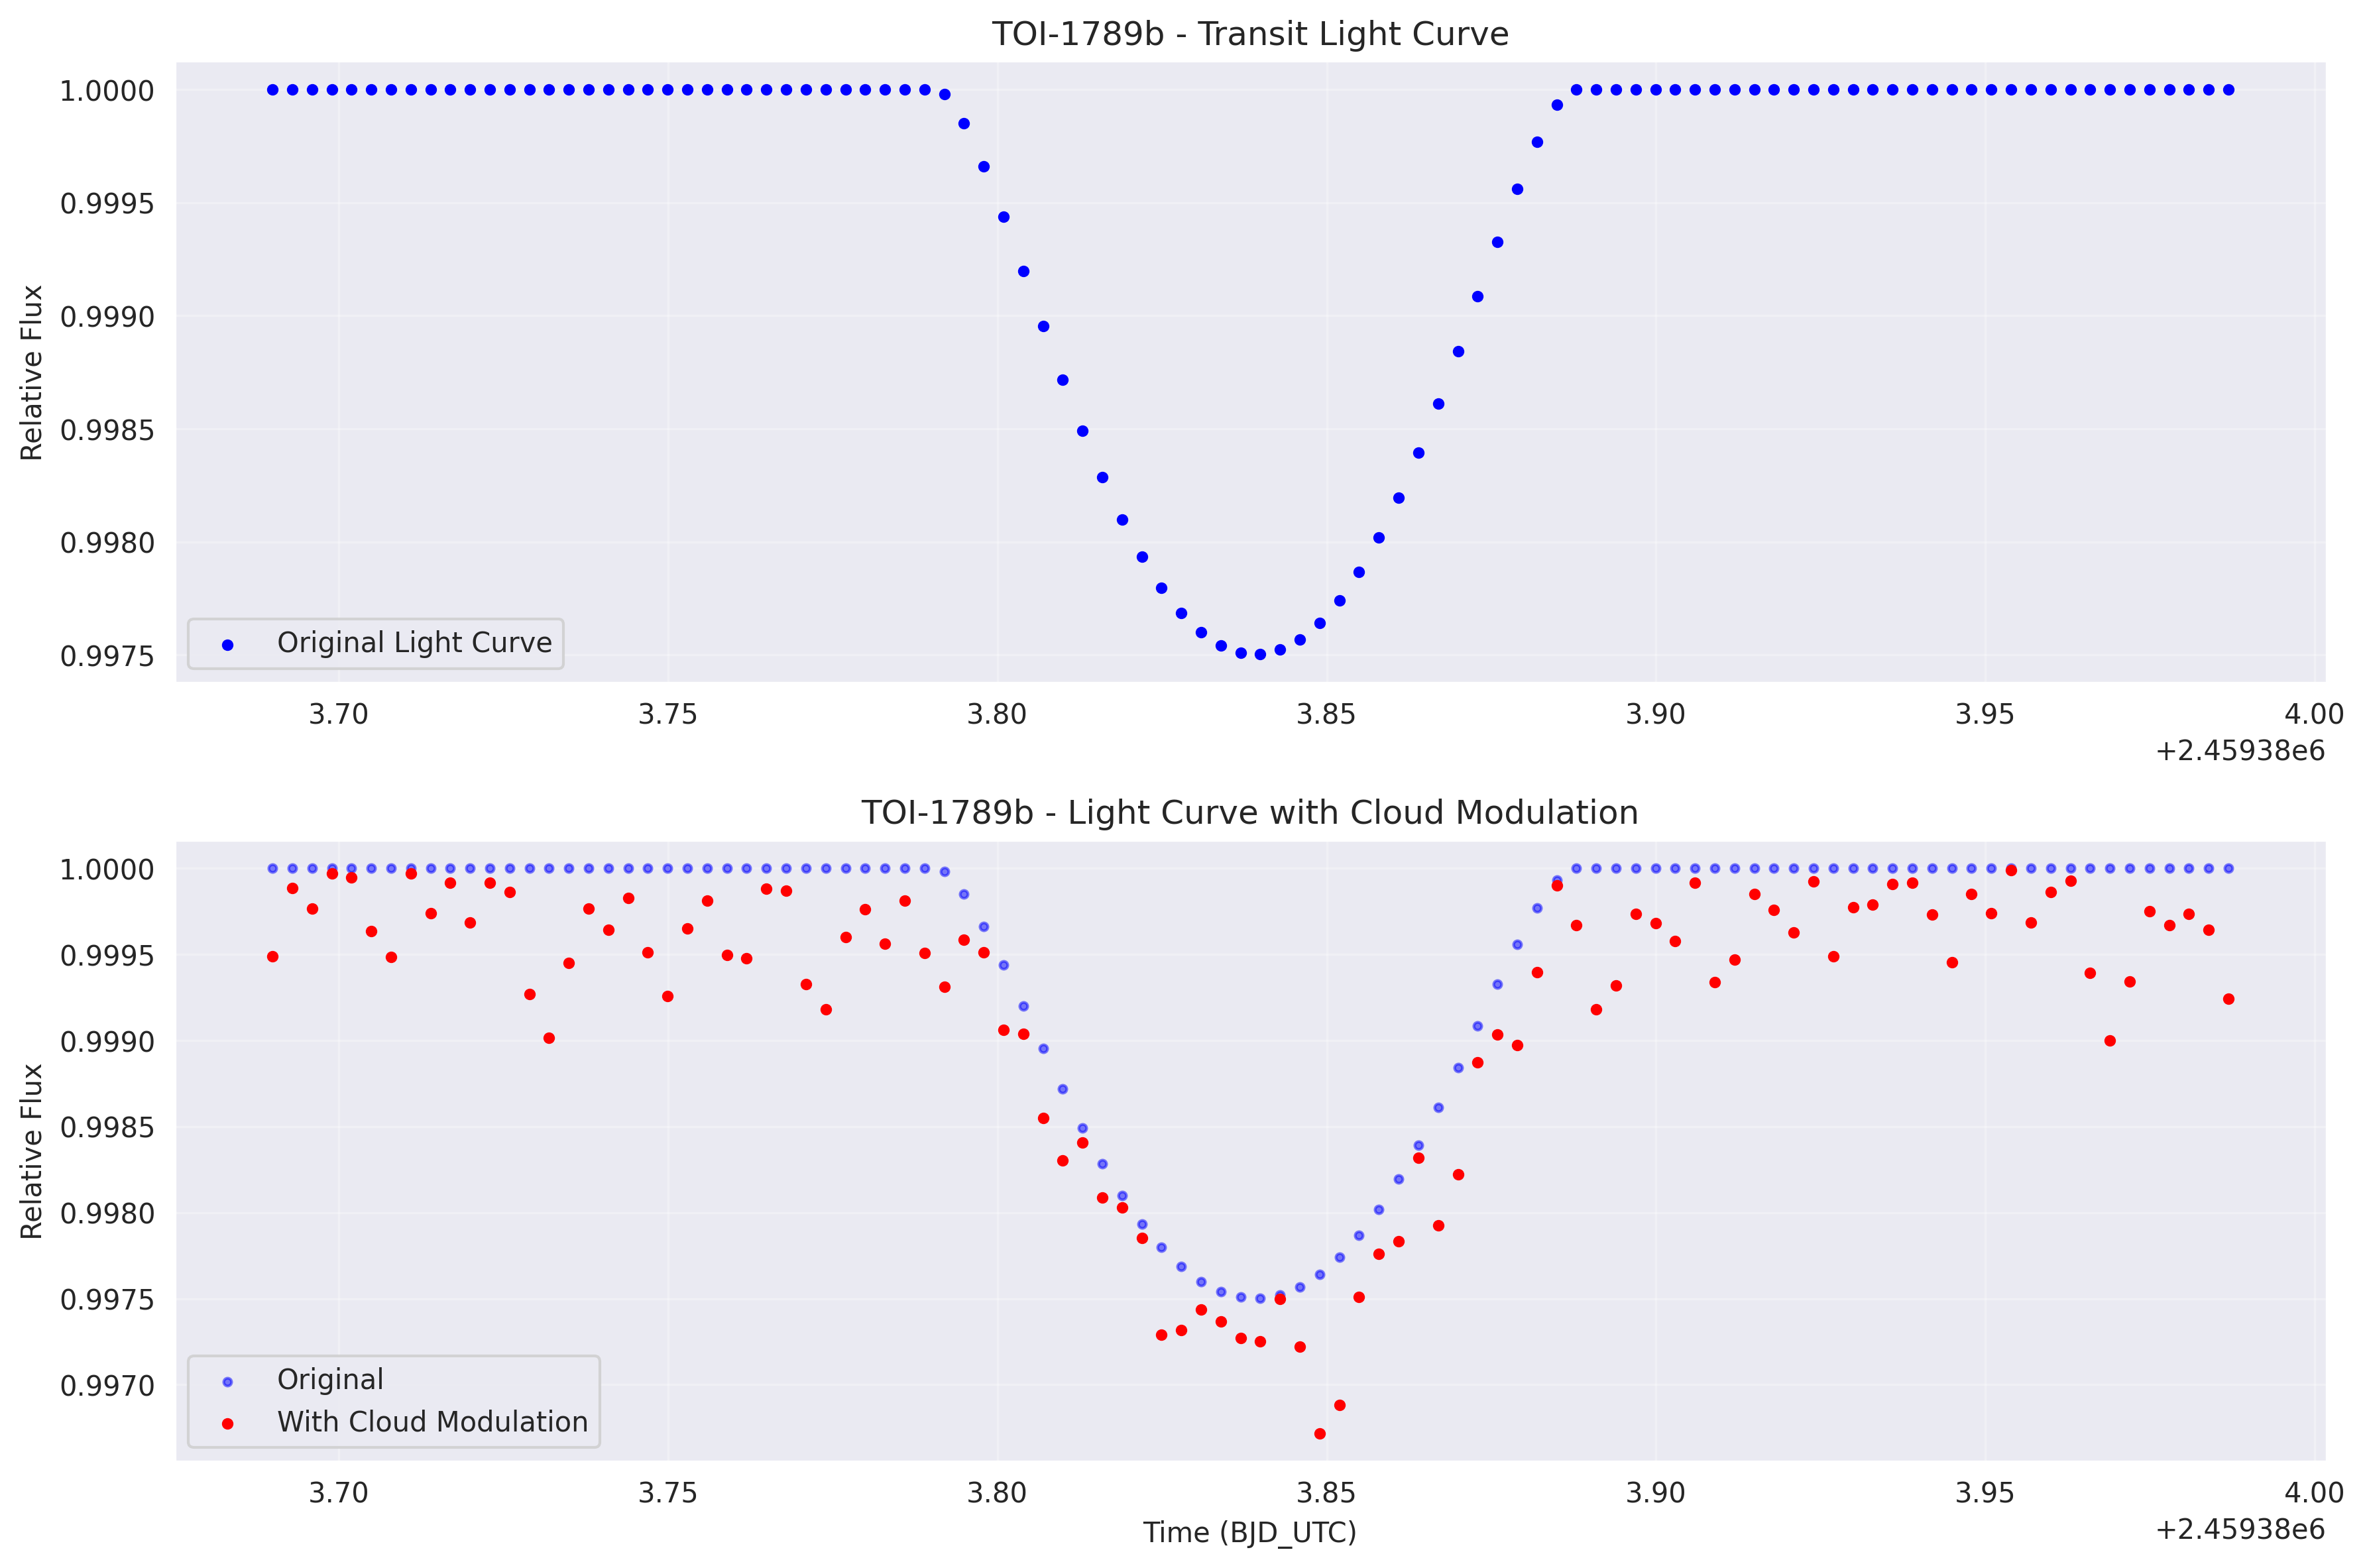 TOI-1789b - Transit Light Curve
Relative Flux
1.0000
0.9995
0.9990
0.9985
0.9980
0.9975
Original Light Curve
3.70 3.75 3.80 3.85 3.90 3.95 4.00
+2.45938e6
TOI-1789b - Light Curve with Cloud Modulation
Relative Flux
1.0000
0.9995
0.9990
0.9985
0.9980
0.9975
0.9970
Original
With Cloud Modulation
3.70 3.75 3.80 3.85 3.90 3.95 4.00
Time (BJD_UTC)
+2.45938e6